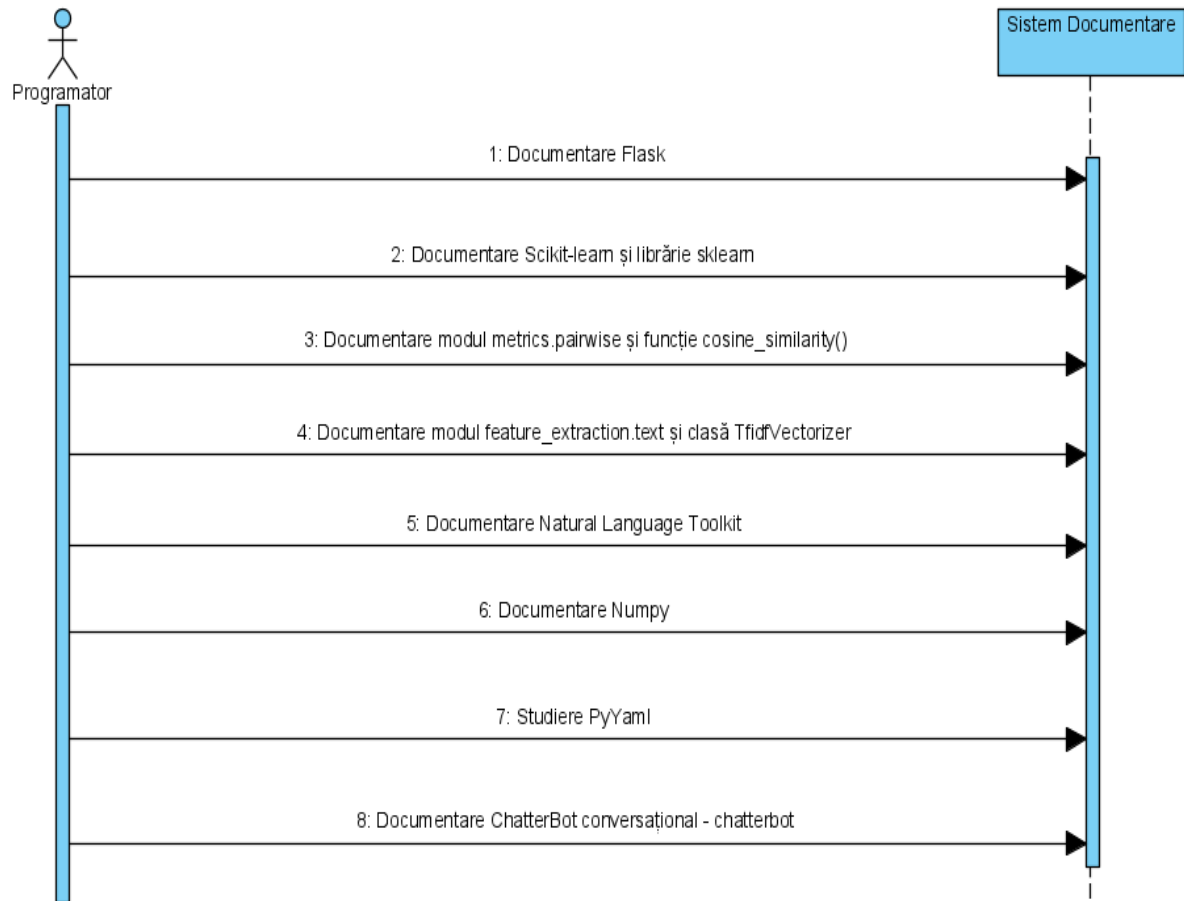 Sistem Documentare
Programator
1: Documentare Flask
2: Documentare Scikit-learn și librărie sklearn
3: Documentare modul metrics.pairwise și funcție cosine_similarity()
4: Documentare modul feature_extraction.text și clasă TfidfVectorizer
5: Documentare Natural Language Toolkit
6: Documentare Numpy
7: Studiere PyYaml
8: Documentare ChatterBot conversațional - chatterbot